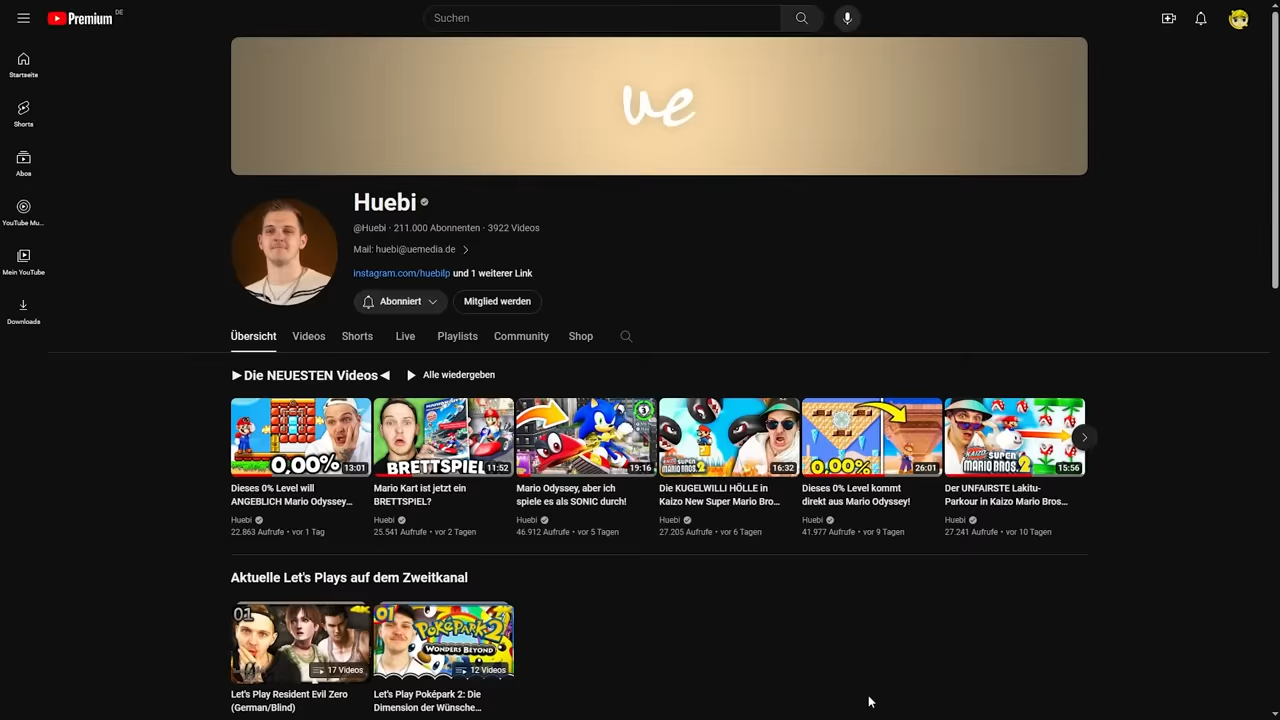 Premium DE
Suchen
Startseite
Shorts
Abos
YouTube Mu...
Mein YouTube
Downloads
ue
Huebi
@Huebi · 211.000 Abonnenten · 3922 Videos
Mail: huebi@uemedia.de
instagram.com/huebilp und 1 weiterer Link
Abonniert
Mitglied werden
Übersicht Videos Shorts Live Playlists Community Shop
►Die NEUESTEN Videos◄ Alle wiedergeben
0,00% 13:01
BRETTSPIEL 11:52
19:16
16:32
0,00% 26:01
SUPER MARIO BROS. 2 15:56
Dieses 0% Level will
ANGEBLICH Mario Odyssey...
Huebi
22.863 Aufrufe • vor 1 Tag
Mario Kart ist jetzt ein
BRETTSPIEL?
Huebi
25.541 Aufrufe • vor 2 Tagen
Mario Odyssey, aber ich
spiele es als SONIC durch!
Huebi
46.912 Aufrufe • vor 5 Tagen
Die KUGELWILLI HÖLLE in
Kaizo New Super Mario Bro...
Huebi
27.205 Aufrufe • vor 6 Tagen
Dieses 0% Level kommt
direkt aus Mario Odyssey!
Huebi
41.977 Aufrufe • vor 9 Tagen
Der UNFAIRSTE Lakitu-
Parkour in Kaizo Mario Bros...
Huebi
27.241 Aufrufe • vor 10 Tagen
Aktuelle Let's Plays auf dem Zweitkanal
01
17 Videos
01
POKÉPARK 2
WONDERS BEYOND
12 Videos
Let's Play Resident Evil Zero
(German/Blind)
Let's Play Poképark 2: Die
Dimension der Wünsche...